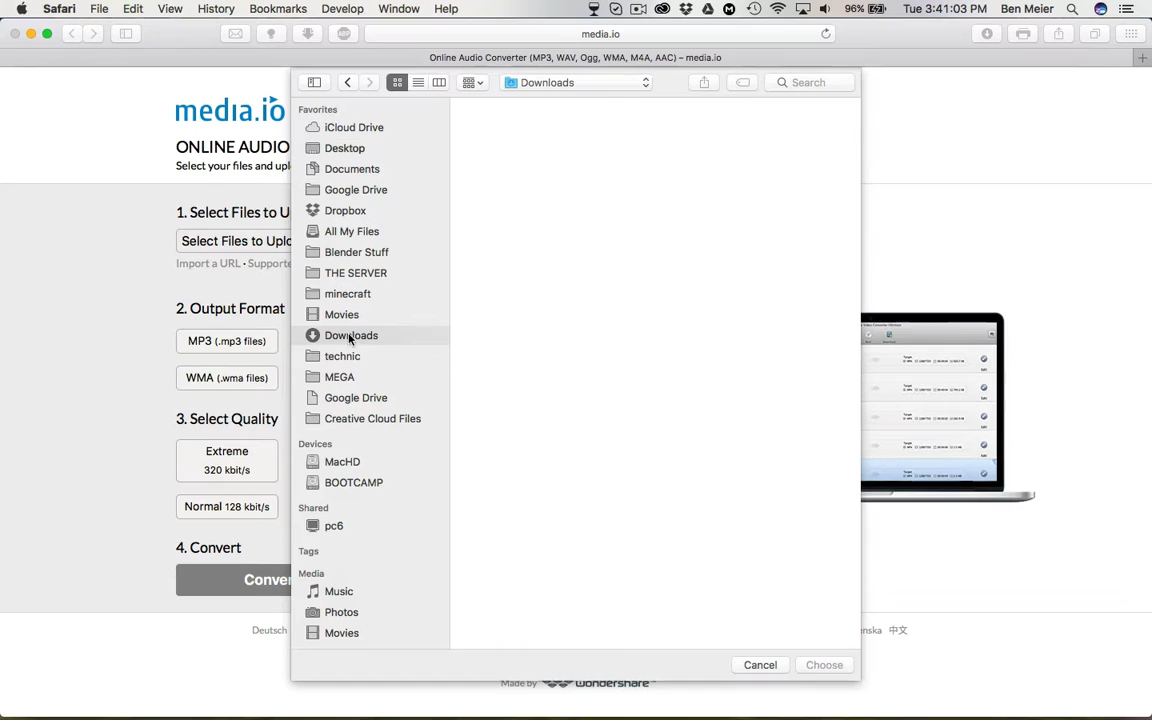 Safari File Edit View History Bookmarks Develop Window Help 96% Tue 3:41:03 PM Ben Meier
media.io
Online Audio Converter (MP3, WAV, Ogg, WMA, M4A, AAC) – media.io
Downloads Search
media.io
ONLINE AUDIO
Select your files and upl
1. Select Files to U
Select Files to Uplo
Import a URL • Supporte
2. Output Format
MP3 (.mp3 files)
WMA (.wma files)
3. Select Quality
Extreme
320 kbit/s
Normal 128 kbit/s
4. Convert
Conver
Favorites
iCloud Drive
Desktop
Documents
Google Drive
Dropbox
All My Files
Blender Stuff
THE SERVER
minecraft
Movies
Downloads
technic
MEGA
Google Drive
Creative Cloud Files
Devices
MacHD
BOOTCAMP
Shared
pc6
Tags
Media
Music
Photos
Movies
Cancel Choose
Deutsch
enska 中文
Made by wondershare